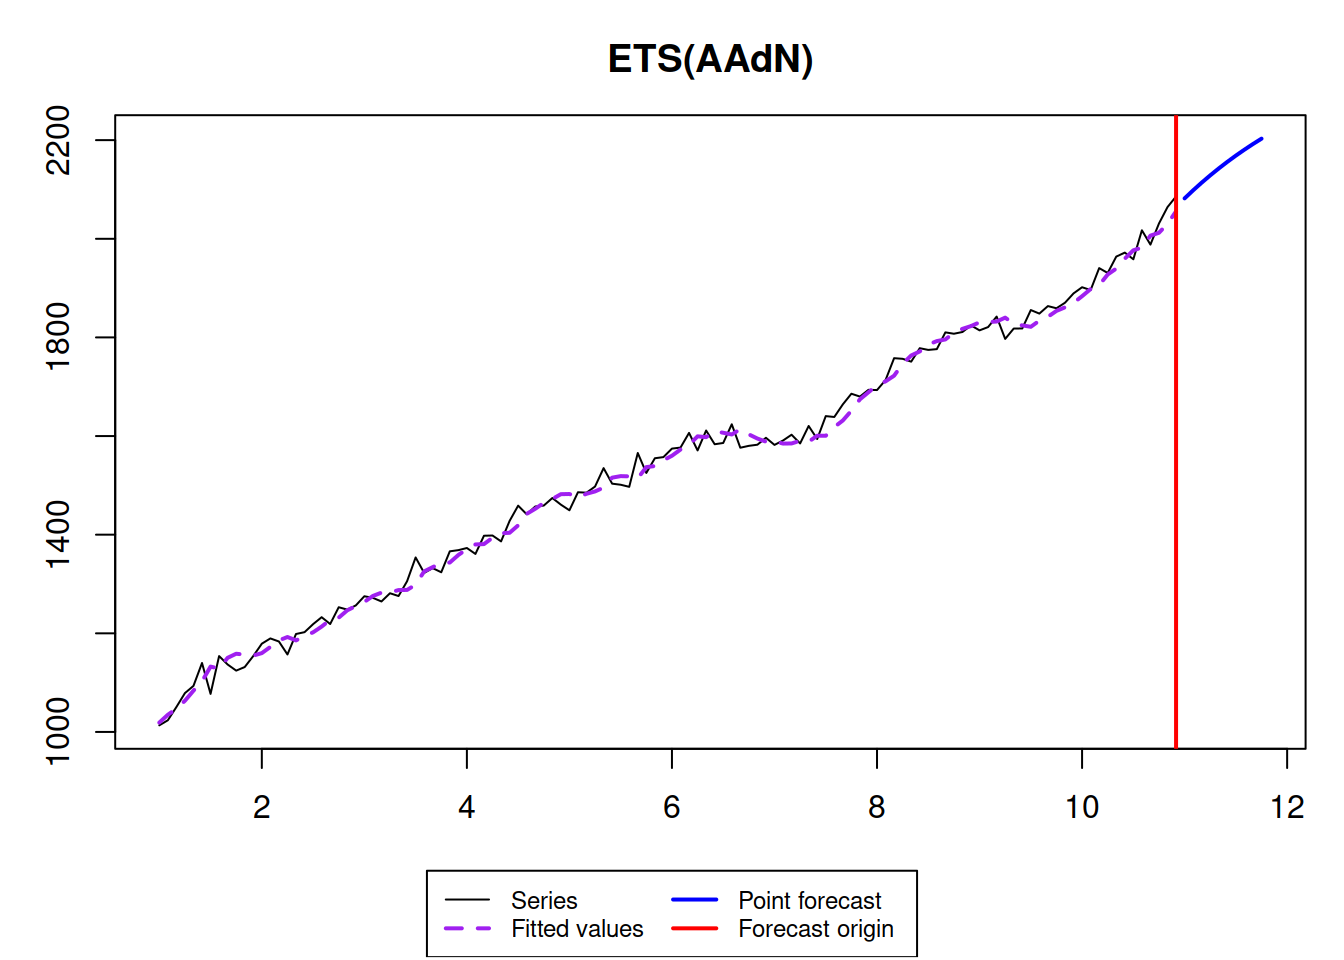 ETS(AAdN)
2200
1800
1400
1000
2 4 6 8 10 12
Series Point forecast
Fitted values Forecast origin